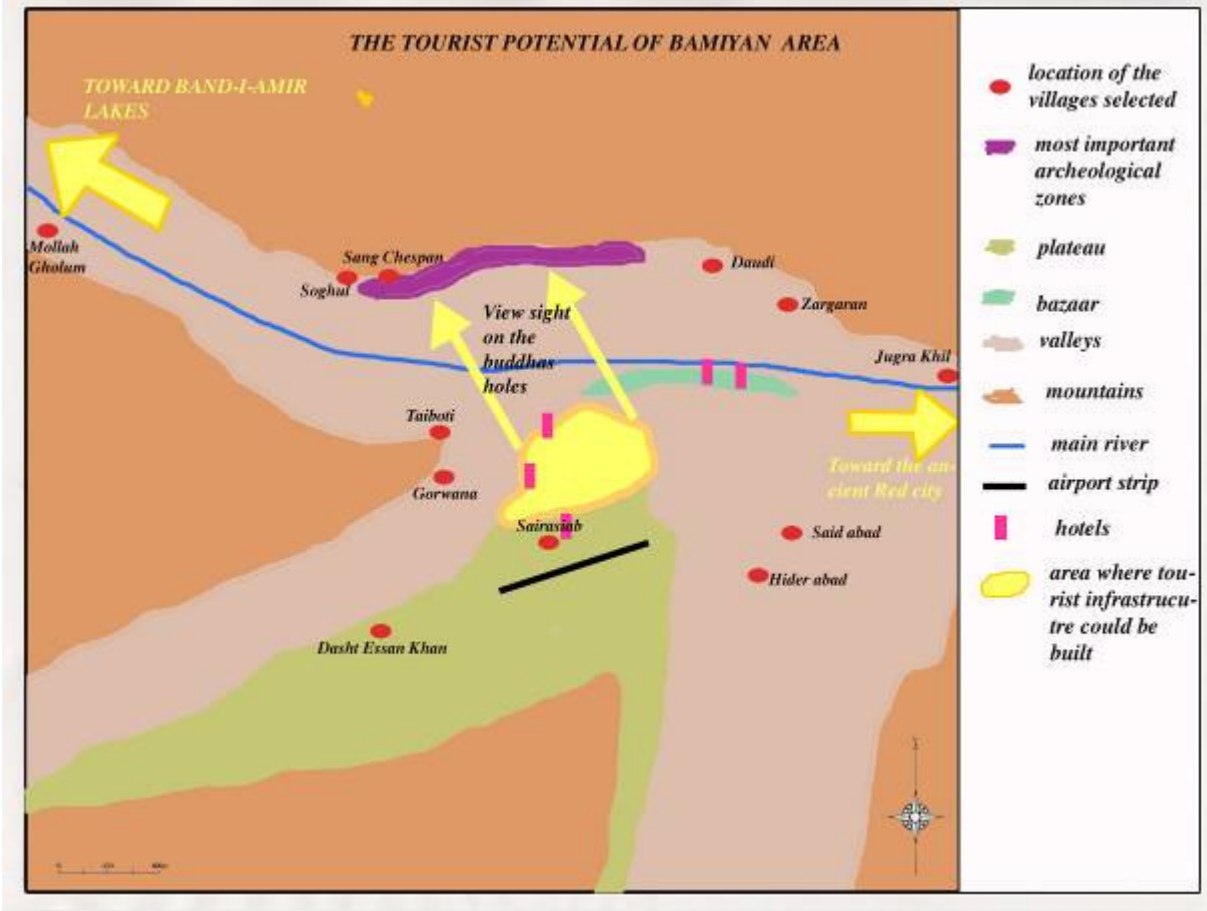 THE TOURIST POTENTIAL OF BAMIYAN AREA
TOWARD BAND-I-AMIR
LAKES
Mollah
Gholum
Sang Chespan
Soghul
Daudi
Zargaran
View sight
on the
buddhas
holes
Jugra Khil
Taiboti
Gorwana
Toward the an-
cient Red city
Sairasiab
Said abad
Hider abad
Dasht Essan Khan
location of the
villages selected
most important
archeological
zones
plateau
bazaar
valleys
mountains
main river
airport strip
hotels
area where tou-
rist infrastrucu-
tre could be
built